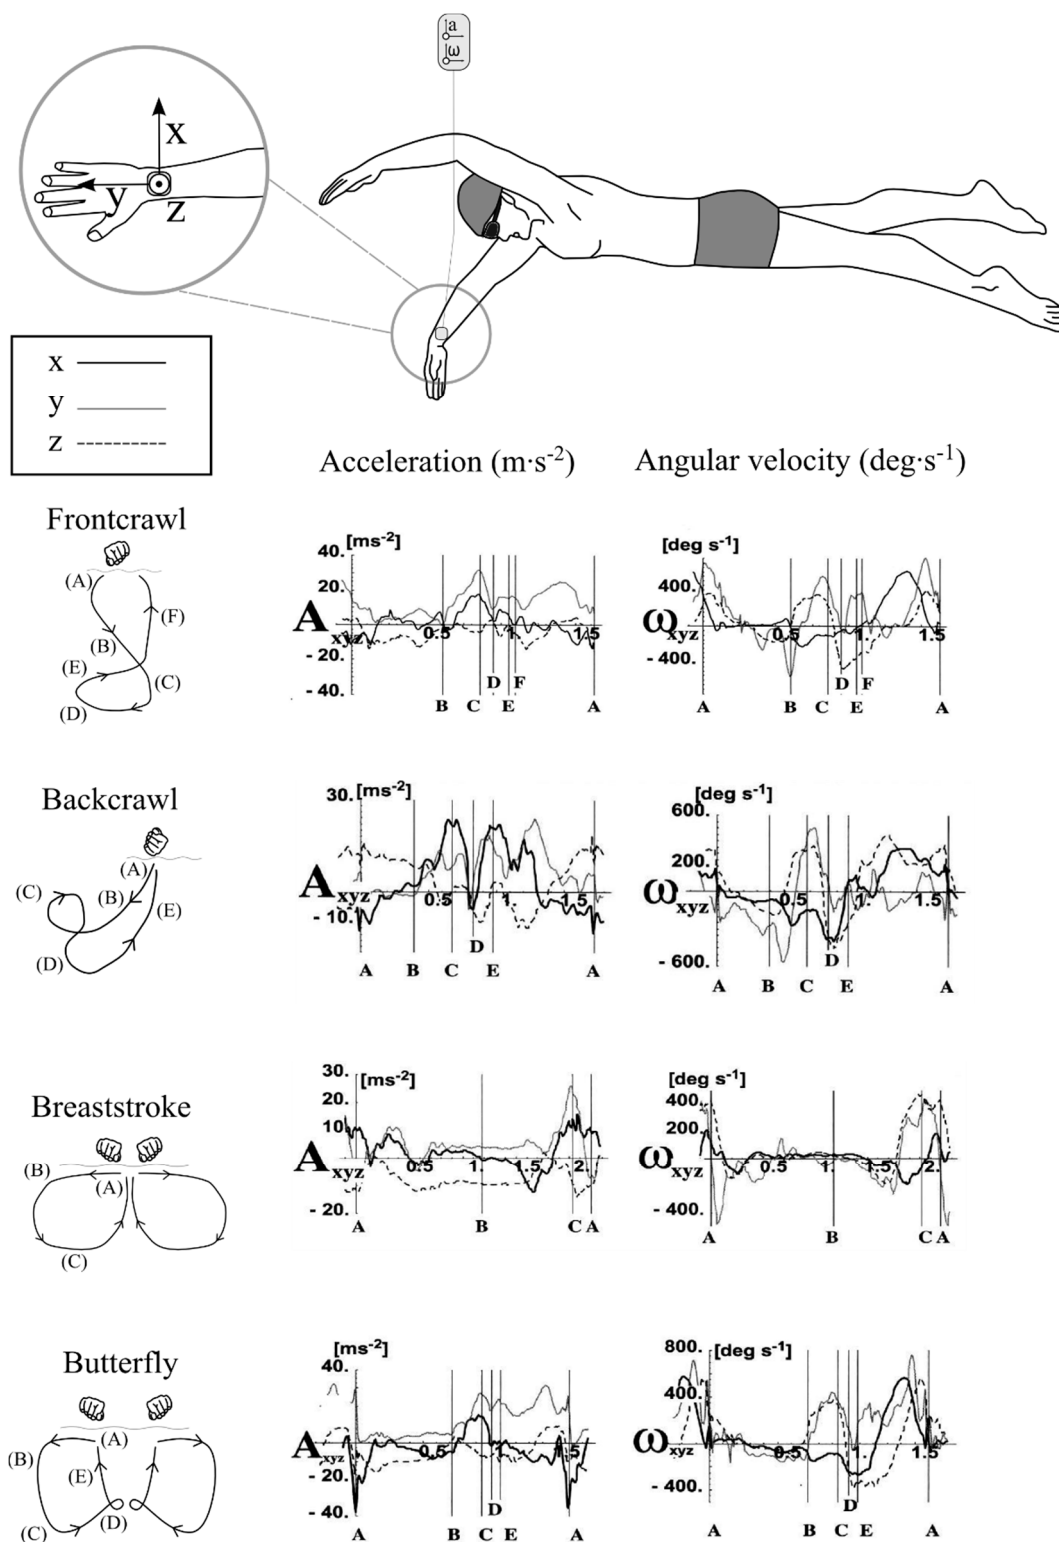 a
ω
x
y
z
x
y
z
Acceleration (m·s-2)
Angular velocity (deg·s-1)
Frontcrawl
(A)
(F)
(B)
(E)
(C)
(D)
[ms-2]
40.
20
A xyz
0.5
1.
1.5
- 20.
- 40.
D F
B C E A
[deg s-1]
400.
ω xyz
0.5
1.
1.5
- 400.
D F
A B C E A
Backcrawl
(A)
(C)
(B)
(E)
(D)
30.
[ms-2]
A xyz
0.5
1.
1.5
- 10.
D
A B C E A
[deg s-1]
600.
200.
ω xyz
0.5
1.
1.5
- 600.
D
A B C E A
Breaststroke
(B)
(A)
(C)
30.
[ms-2]
20.
10
A xyz
0.5
1.
1.5
2.
- 20.
A B C A
[deg s-1]
400.
200.
ω xyz
0.5
1.
1.5
2.
- 400.
A B C A
Butterfly
(A)
(B)
(E)
(C)
(D)
[ms-2]
40.
A xyz
0.5
1.
1.5
- 20.
- 40.
D
A B C E A
800.
[deg s-1]
400.
ω xyz
0.5
1.
1.5
- 400.
D
A B C E A